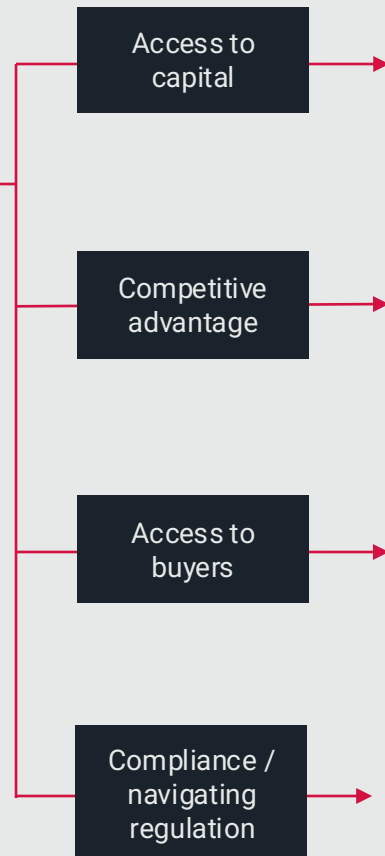 Access to
capital
Competitive
advantage
Access to
buyers
Compliance /
navigating
regulation